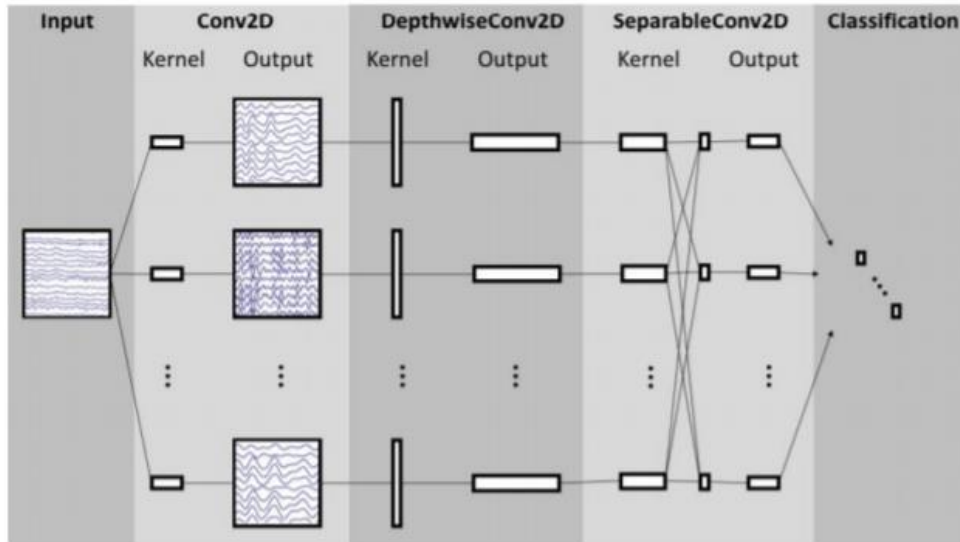 Input Conv2D DepthwiseConv2D SeparableConv2D Classification
Kernel Output Kernel Output Kernel Output